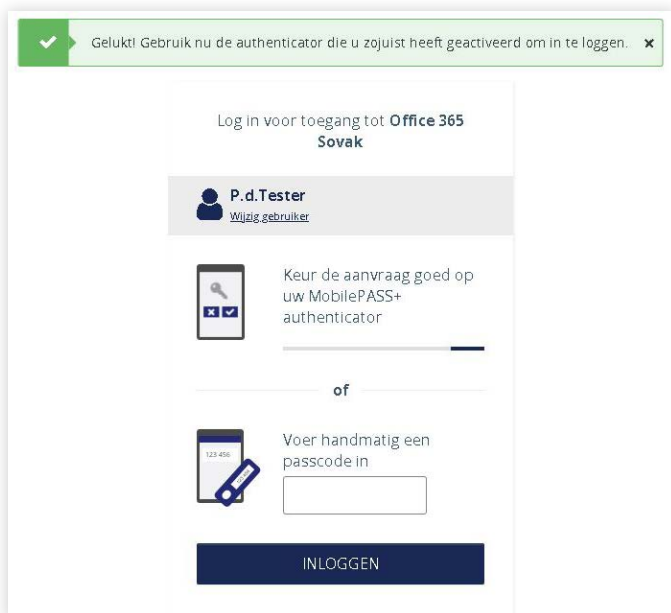 Gelukt! Gebruik nu de authenticator die u zojuist heeft geactiveerd om in te loggen.
Log in voor toegang tot Office 365
Sovak
P.d.Tester
Wijzig gebruiker
Keur de aanvraag goed op
uw MobilePASS+
authenticator
of
123 456
Voer handmatig een
passcode in
INLOGGEN